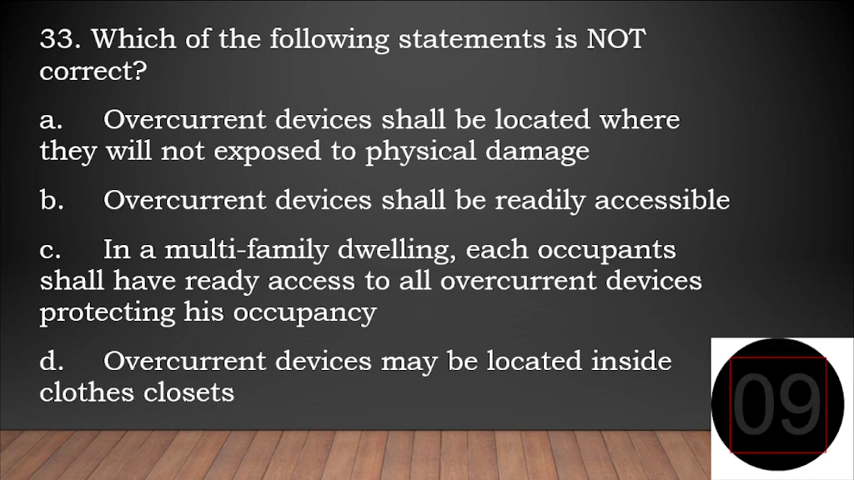 33. Which of the following statements is NOT
correct?
a. Overcurrent devices shall be located where
they will not exposed to physical damage
b. Overcurrent devices shall be readily accessible
c. In a multi-family dwelling, each occupants
shall have ready access to all overcurrent devices
protecting his occupancy
d. Overcurrent devices may be located inside
clothes closets
09